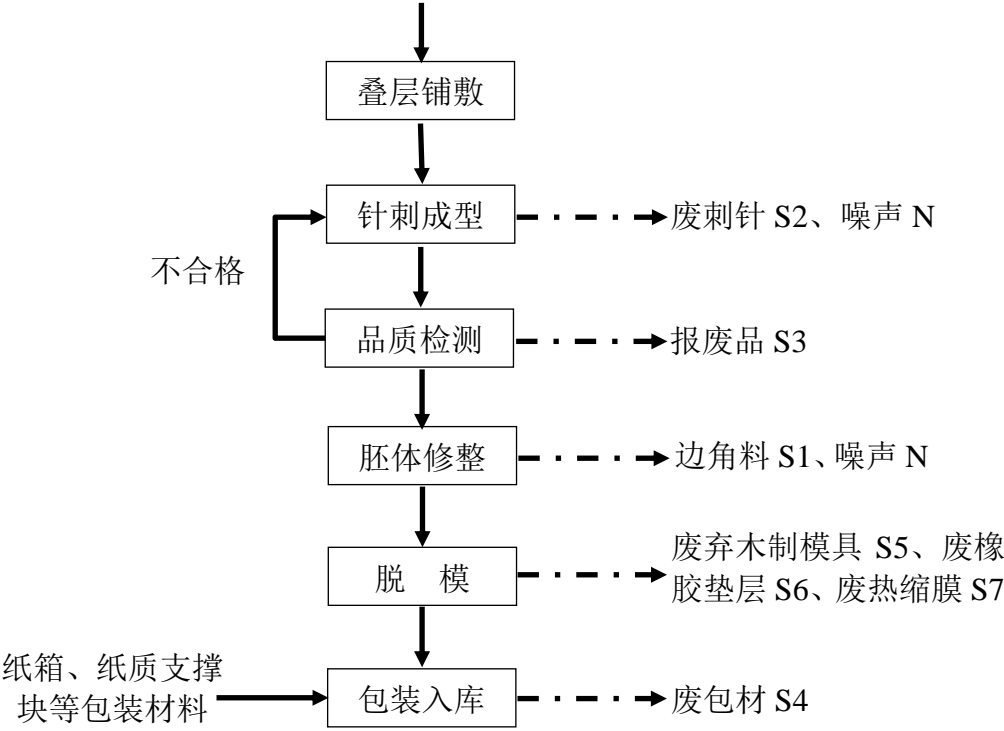 叠层铺敷
针刺成型
废刺针 S2、噪声 N
不合格
品质检测
报废品 S3
胚体修整
边角料 S1、噪声 N
脱 模
废弃木制模具 S5、废橡
胶垫层 S6、废热缩膜 S7
纸箱、纸质支撑
块等包装材料
包装入库
废包材 S4